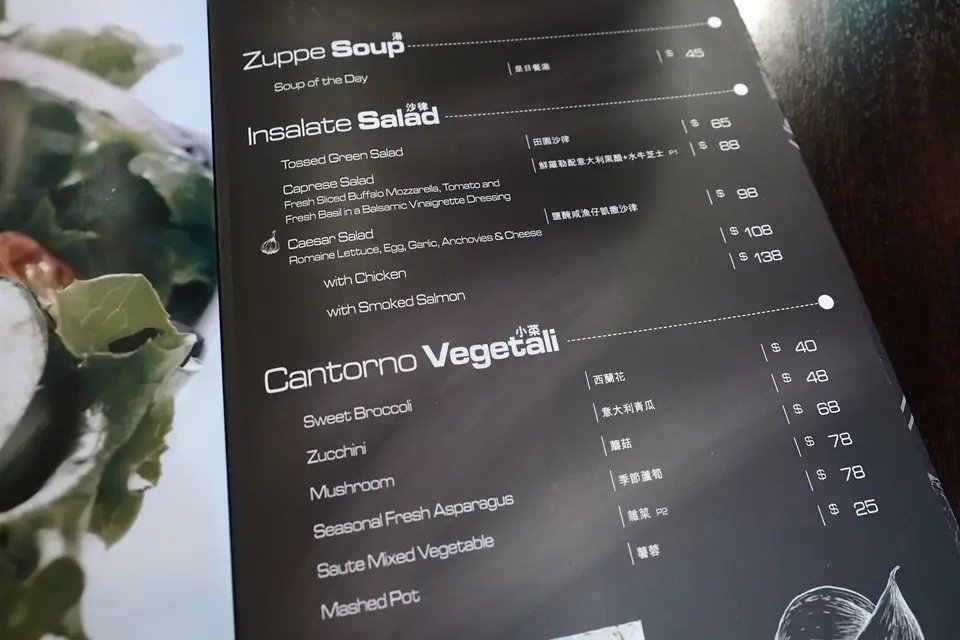 Zuppe Soup 湯
Soup of the Day 是日餐湯 $ 45
Insalate Salad 沙律
Tossed Green Salad 田園沙律 $ 65
Caprese Salad 鮮羅勒配意大利黑醋+水牛芝士 P1 $ 88
Fresh Sliced Buffalo Mozzarella, Tomato and
Fresh Basil in a Balsamic Vinaigrette Dressing
Caesar Salad 鹽醃咸漁仔凱撒沙律 $ 98
Romaine Lettuce, Egg, Garlic, Anchovies & Cheese
with Chicken $ 108
with Smoked Salmon $ 138
Cantorno Vegetali 小菜
Sweet Broccoli 西蘭花 $ 40
Zucchini 意大利青瓜 $ 48
Mushroom 蘑菇 $ 68
Seasonal Fresh Asparagus 季節蘆筍 $ 78
Saute Mixed Vegetable 雜菜 P2 $ 78
Mashed Pot 薯蓉 $ 25